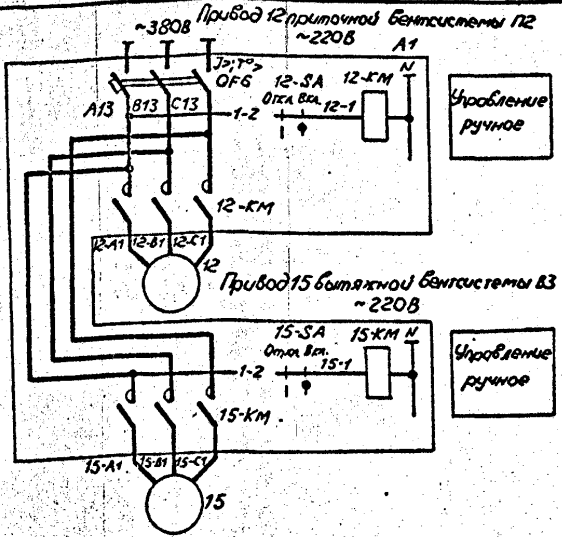 Привод 12 приточной вентсистемы П2
~380В
~220В
А1
J>; T°>
QF6
12-SA
12-КМ
N
Откл. Вкл.
А13
В13
С13
1-2
12-1
Управление
ручное
12-КМ
12-А1
12-В1
12-С1
12
Привод 15 вытяжной вентсистемы В3
~220В
15-SA
15-КМ
N
Откл. Вкл.
1-2
15-1
Управление
ручное
15-КМ
15-А1
15-В1
15-С1
15